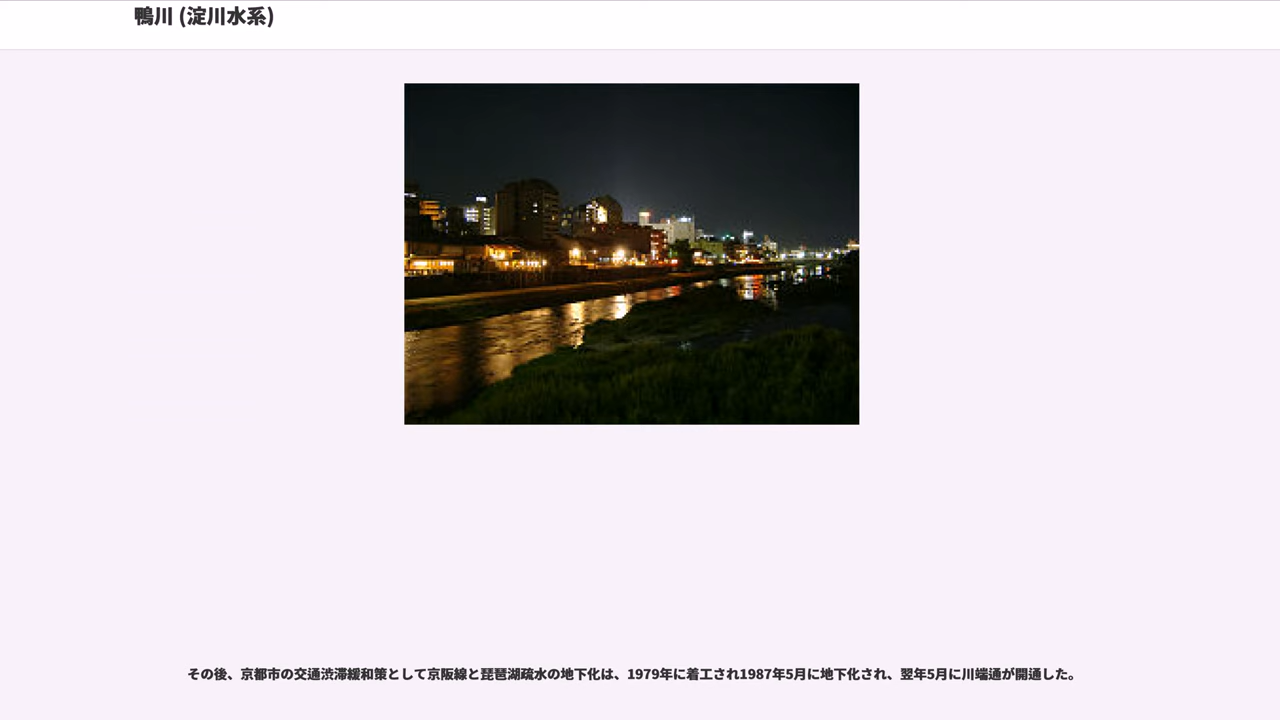 鴨川 (淀川水系)
その後、京都市の交通渋滞緩和策として京阪線と琵琶湖疏水の地下化は、1979年に着工され1987年5月に地下化され、翌年5月に川端通が開通した。